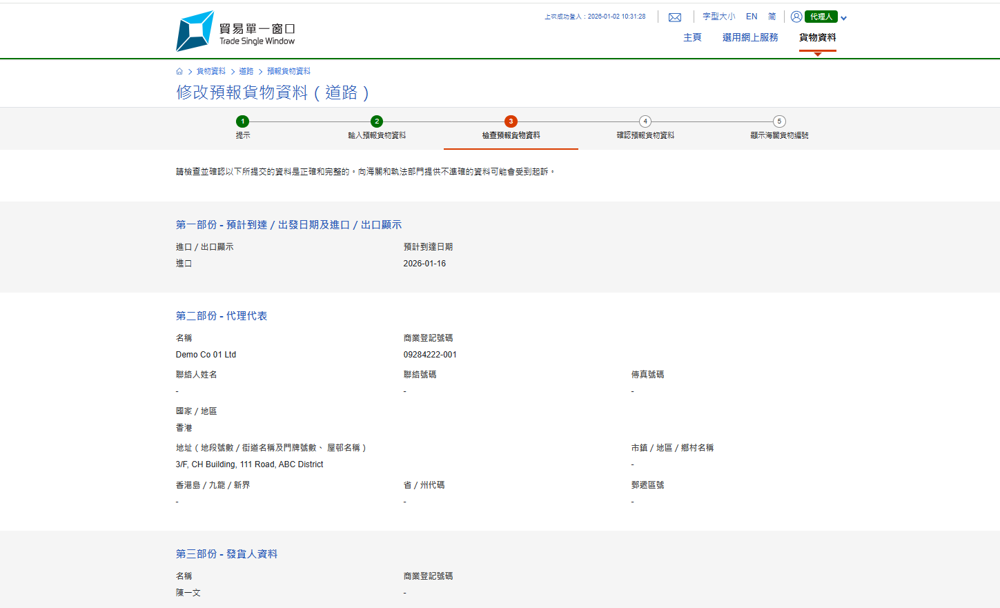 貿易單一窗口
Trade Single Window
上次成功登入：2026-01-02 10:31:28
字型大小 EN 简 代理人
主頁 選用網上服務 貨物資料
貨物資料 > 道路 > 預報貨物資料
修改預報貨物資料 ( 道路 )
1 2 3 4 5
提示 輸入預報貨物資料 檢查預報貨物資料 確認預報貨物資料 顯示海關貨物編號
請檢查並確認以下所提交的資料是正確和完整的。向海關和執法部門提供不準確的資料可能會受到起訴。
第一部份 - 預計到達 / 出發日期及進口 / 出口顯示
進口 / 出口顯示 預計到達日期
進口 2026-01-16
第二部份 - 代理代表
名稱 商業登記號碼
Demo Co 01 Ltd 09284222-001
聯絡人姓名 聯絡號碼 傳真號碼
- - -
國家 / 地區
香港
地址 ( 地段號數 / 街道名稱及門牌號數、 屋邨名稱 ) 市鎮 / 地區 / 鄉村名稱
3/F, CH Building, 111 Road, ABC District -
香港島 / 九龍 / 新界 省 / 州代碼 郵遞區號
- - -
第三部份 - 發貨人資料
名稱 商業登記號碼
陳一文 -